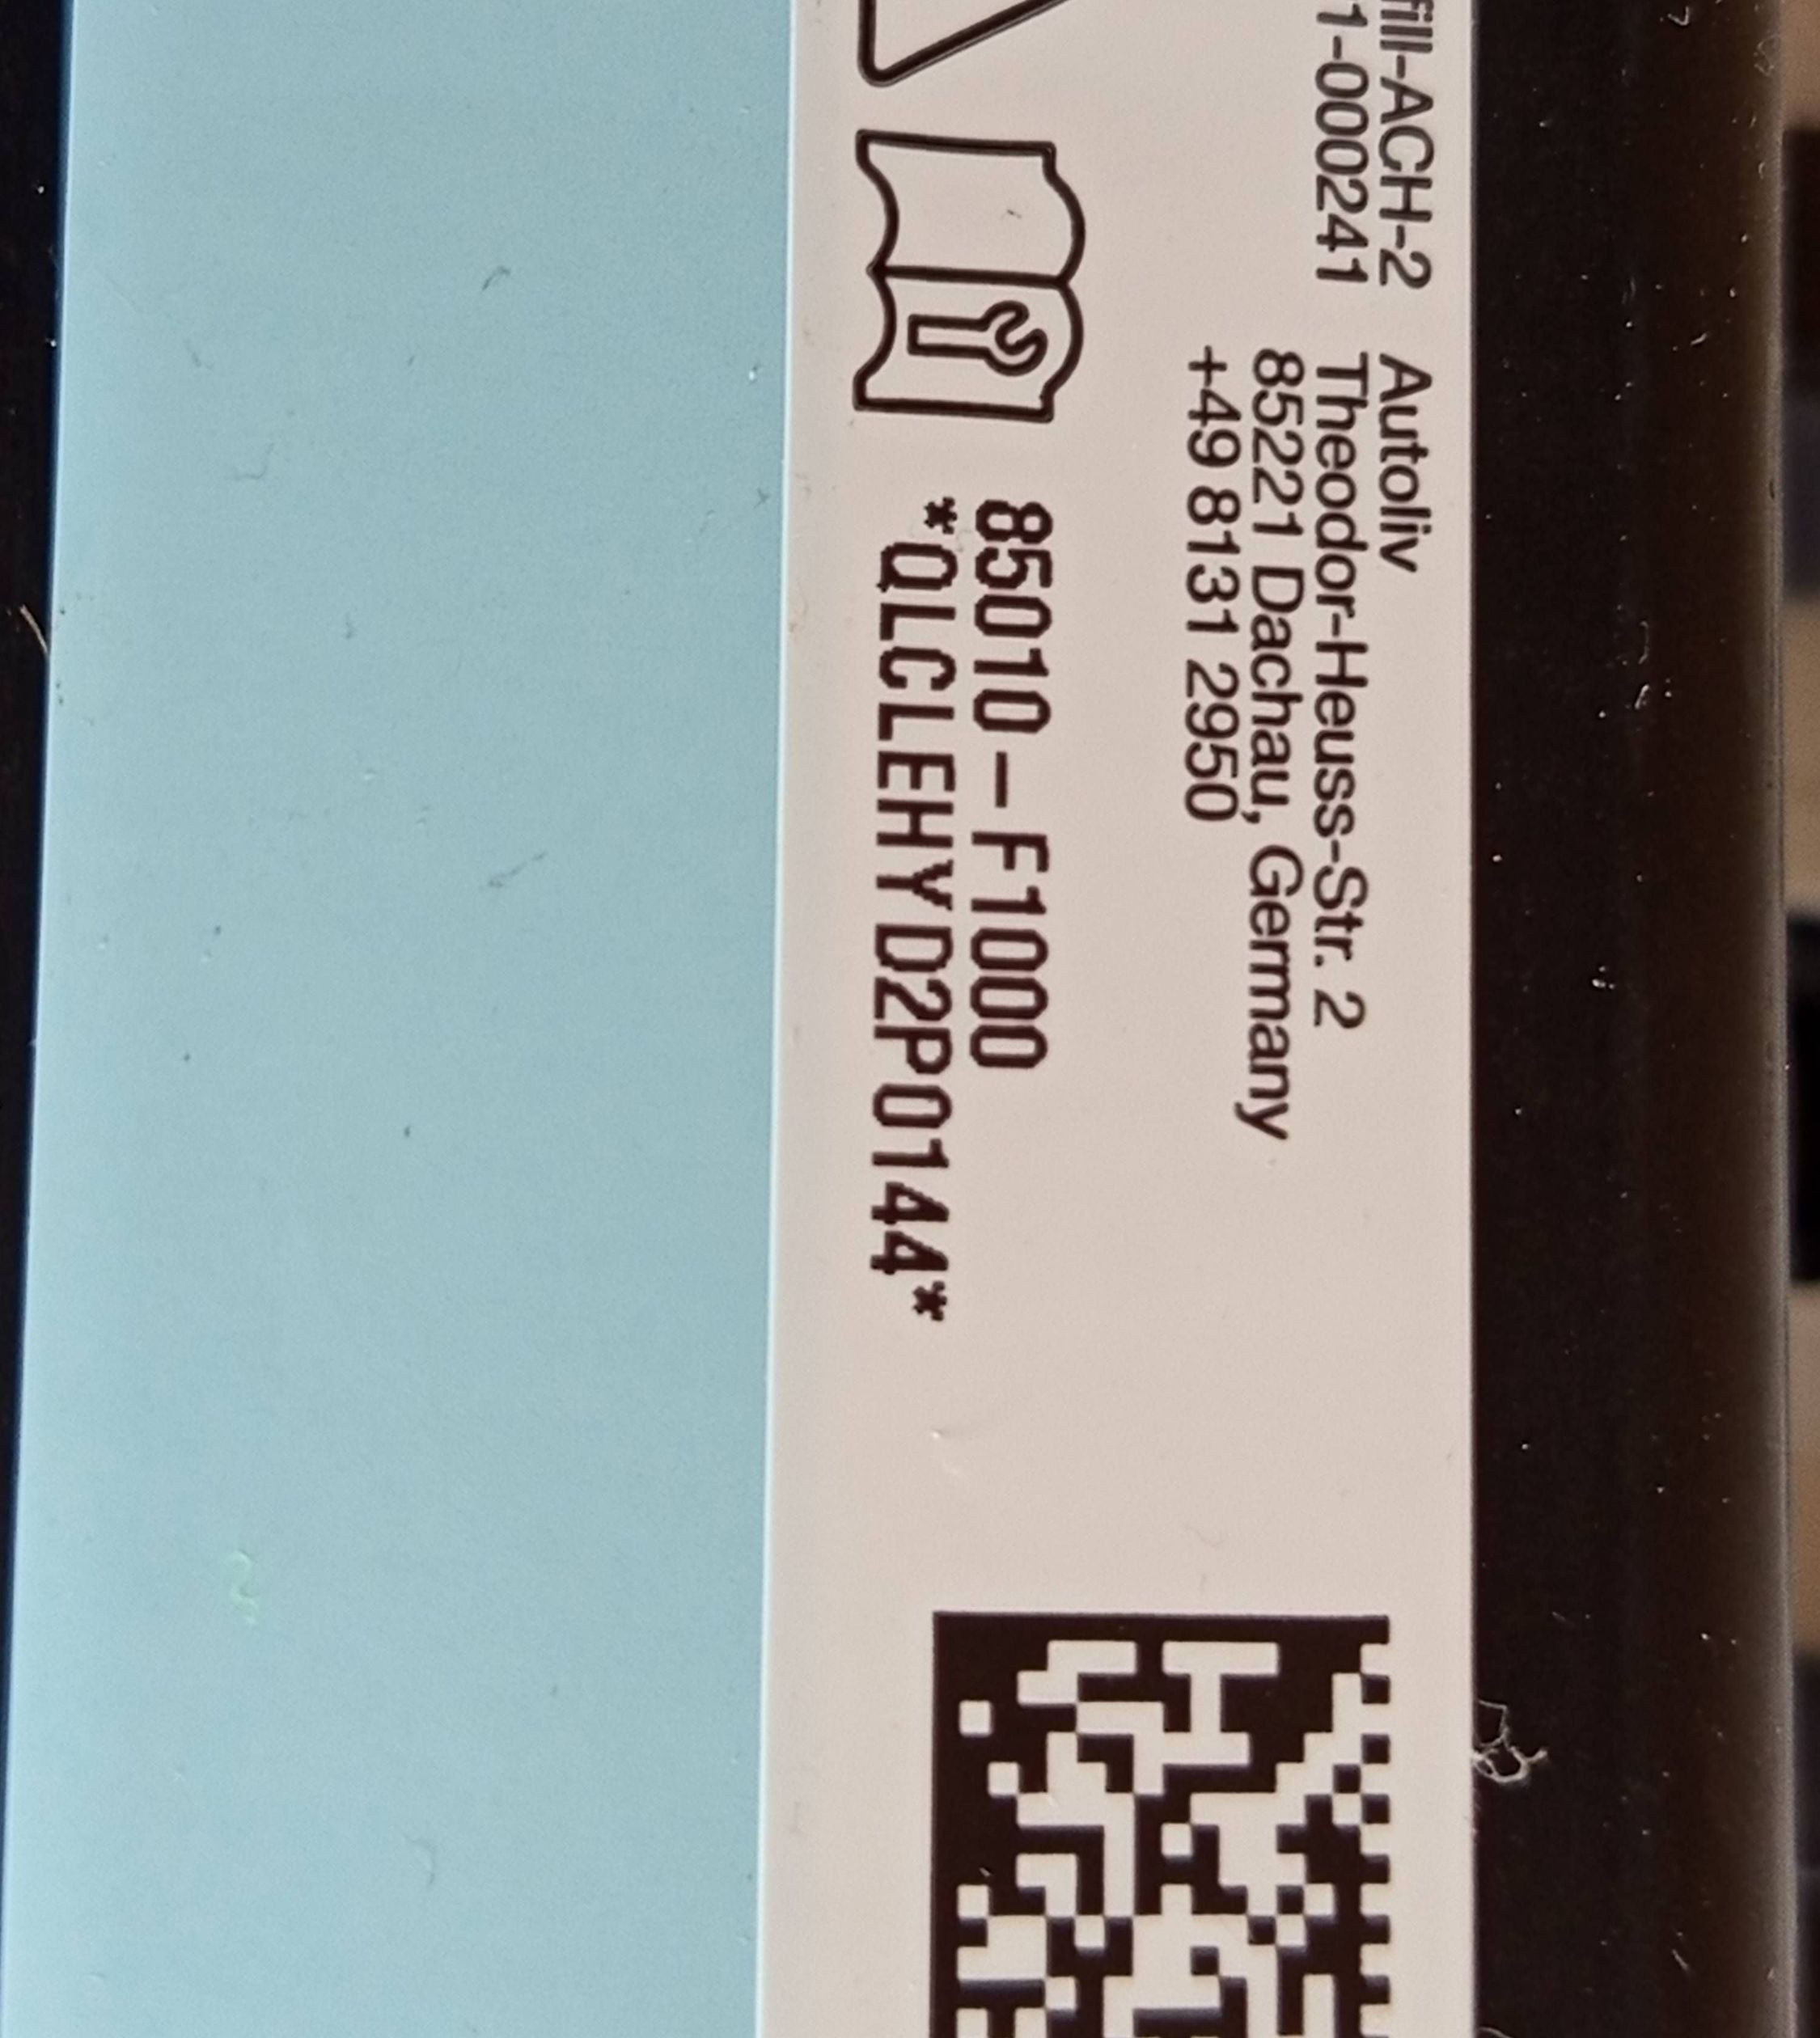 fill-ACH-2
1-000241
Autoliv
Theodor-Heuss-Str. 2
85221 Dachau, Germany
+49 8131 2950
85010-F1000
*QLCLEHYD2P0144*